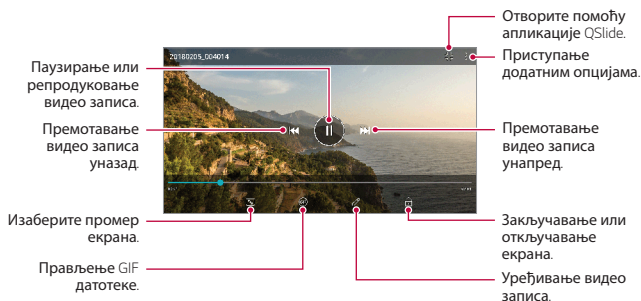 Отворите помоћу
апликације QSlide.
Приступање
додатним опцијама.
20180205_004014
Паузирање или
репродуковање
видео записа.
Премотавање
видео записа
уназад.
Премотавање
видео записа
унапред.
Изаберите промер
екрана.
Прављење GIF
датотеке.
Закључавање или
откључавање
екрана.
Уређивање видео
записа.